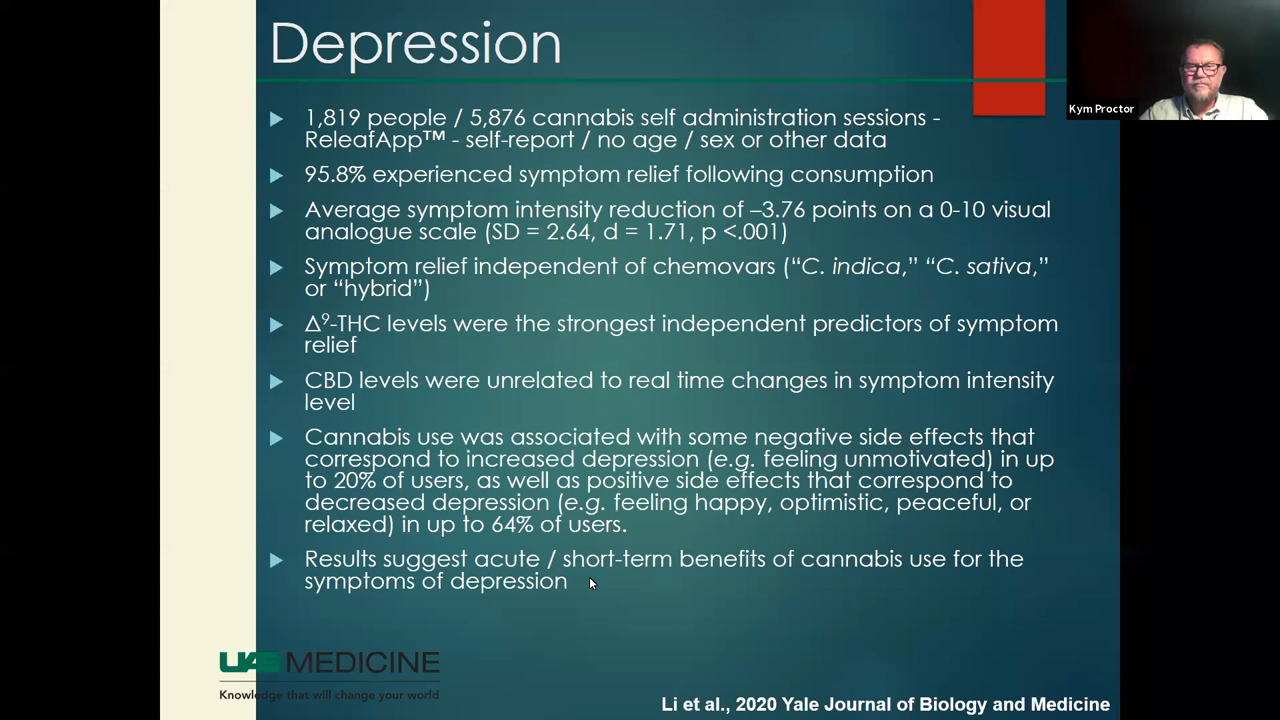 Depression
Kym Proctor
1,819 people / 5,876 cannabis self administration sessions -
ReleafApp™ - self-report / no age / sex or other data
95.8% experienced symptom relief following consumption
Average symptom intensity reduction of –3.76 points on a 0-10 visual
analogue scale (SD = 2.64, d = 1.71, p <.001)
Symptom relief independent of chemovars (“C. indica,” “C. sativa,”
or “hybrid”)
Δ⁹-THC levels were the strongest independent predictors of symptom
relief
CBD levels were unrelated to real time changes in symptom intensity
level
Cannabis use was associated with some negative side effects that
correspond to increased depression (e.g. feeling unmotivated) in up
to 20% of users, as well as positive side effects that correspond to
decreased depression (e.g. feeling happy, optimistic, peaceful, or
relaxed) in up to 64% of users.
Results suggest acute / short-term benefits of cannabis use for the
symptoms of depression
UAB MEDICINE
Knowledge that will change your world
Li et al., 2020 Yale Journal of Biology and Medicine